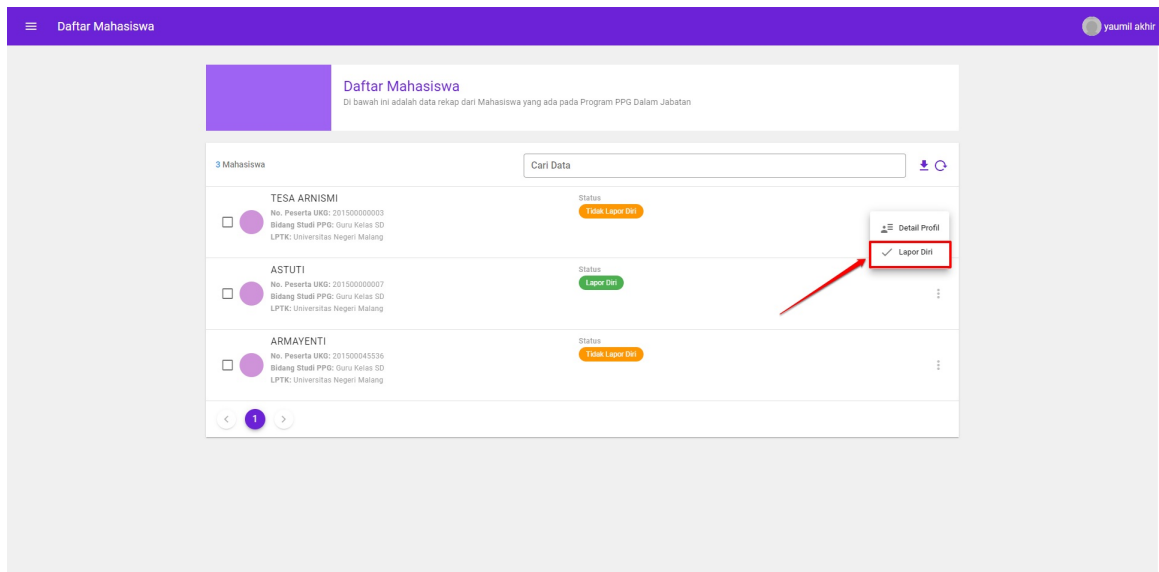 Daftar Mahasiswa
yaumil akhir
Daftar Mahasiswa
Di bawah ini adalah data rekap dari Mahasiswa yang ada pada Program PPG Dalam Jabatan
3 Mahasiswa
Cari Data
TESA ARNISMI
No. Peserta UKG: 201500000003
Bidang Studi PPG: Guru Kelas SD
LPTK: Universitas Negeri Malang
Status
Tidak Lapor Diri
Detail Profil
Lapor Diri
ASTUTI
No. Peserta UKG: 201500000007
Bidang Studi PPG: Guru Kelas SD
LPTK: Universitas Negeri Malang
Status
Lapor Diri
ARMAYENTI
No. Peserta UKG: 201500045536
Bidang Studi PPG: Guru Kelas SD
LPTK: Universitas Negeri Malang
Status
Tidak Lapor Diri
1